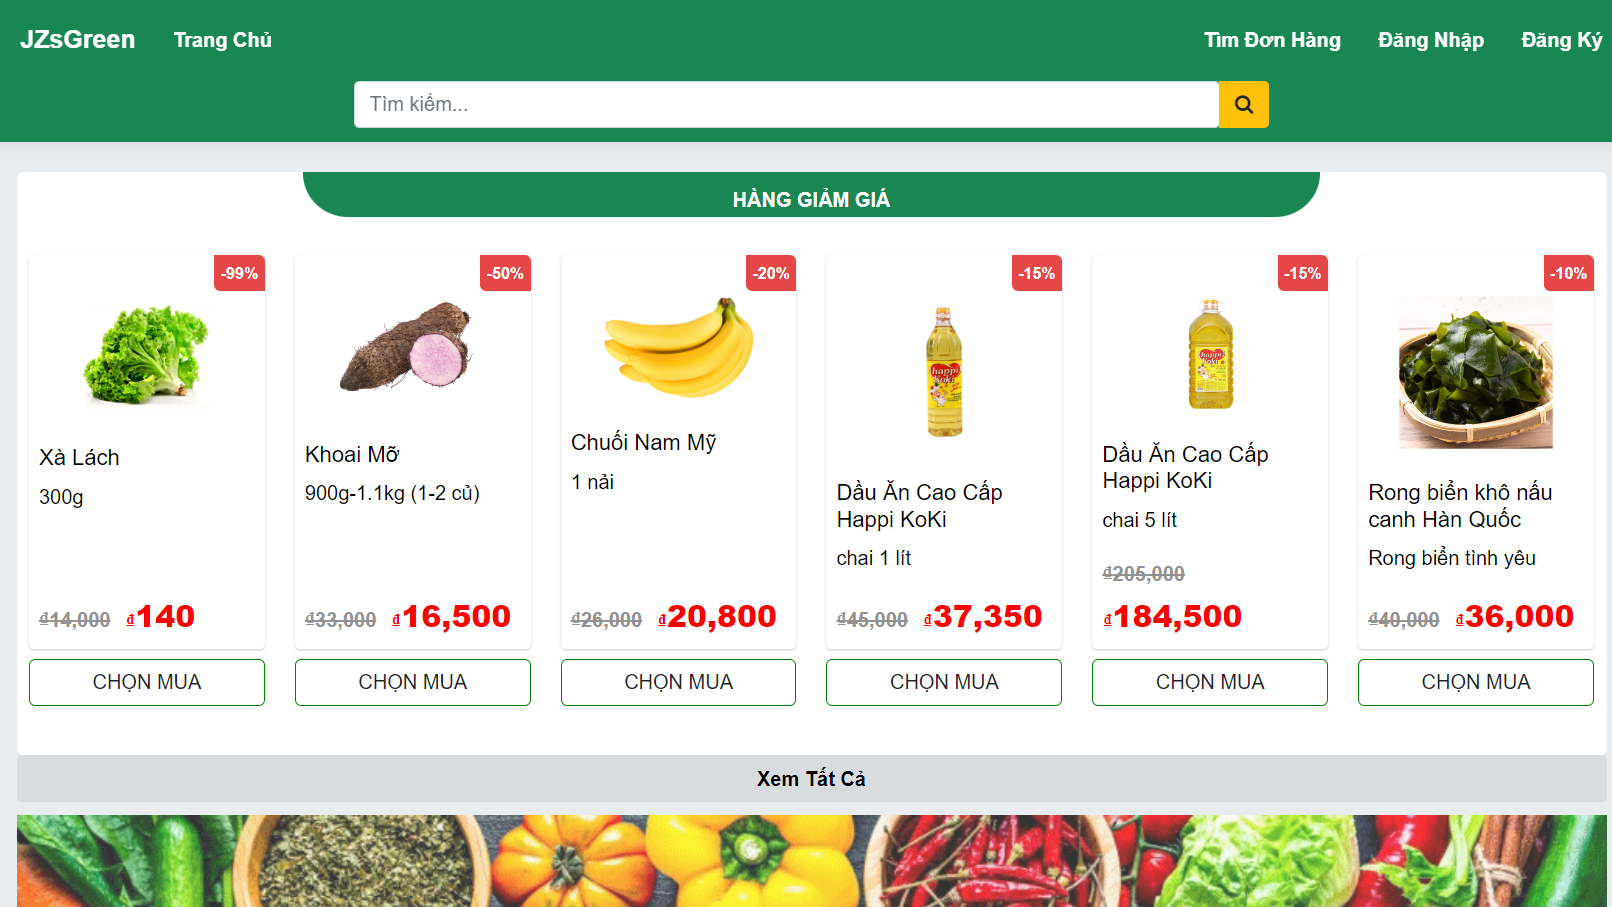 JZsGreen Trang Chủ Tìm Đơn Hàng Đăng Nhập Đăng Ký
Tìm kiếm...
HÀNG GIẢM GIÁ
-99%
Xà Lách
300g
₫14,000 ₫140
CHỌN MUA
-50%
Khoai Mỡ
900g-1.1kg (1-2 củ)
₫33,000 ₫16,500
CHỌN MUA
-20%
Chuối Nam Mỹ
1 nải
₫26,000 ₫20,800
CHỌN MUA
-15%
happi
Koki
Dầu Ăn Cao Cấp
Happi KoKi
chai 1 lít
₫45,000 ₫37,350
CHỌN MUA
-15%
happi
Koki
Dầu Ăn Cao Cấp
Happi KoKi
chai 5 lít
₫205,000
₫184,500
CHỌN MUA
-10%
Rong biển khô nấu
canh Hàn Quốc
Rong biển tình yêu
₫40,000 ₫36,000
CHỌN MUA
Xem Tất Cả